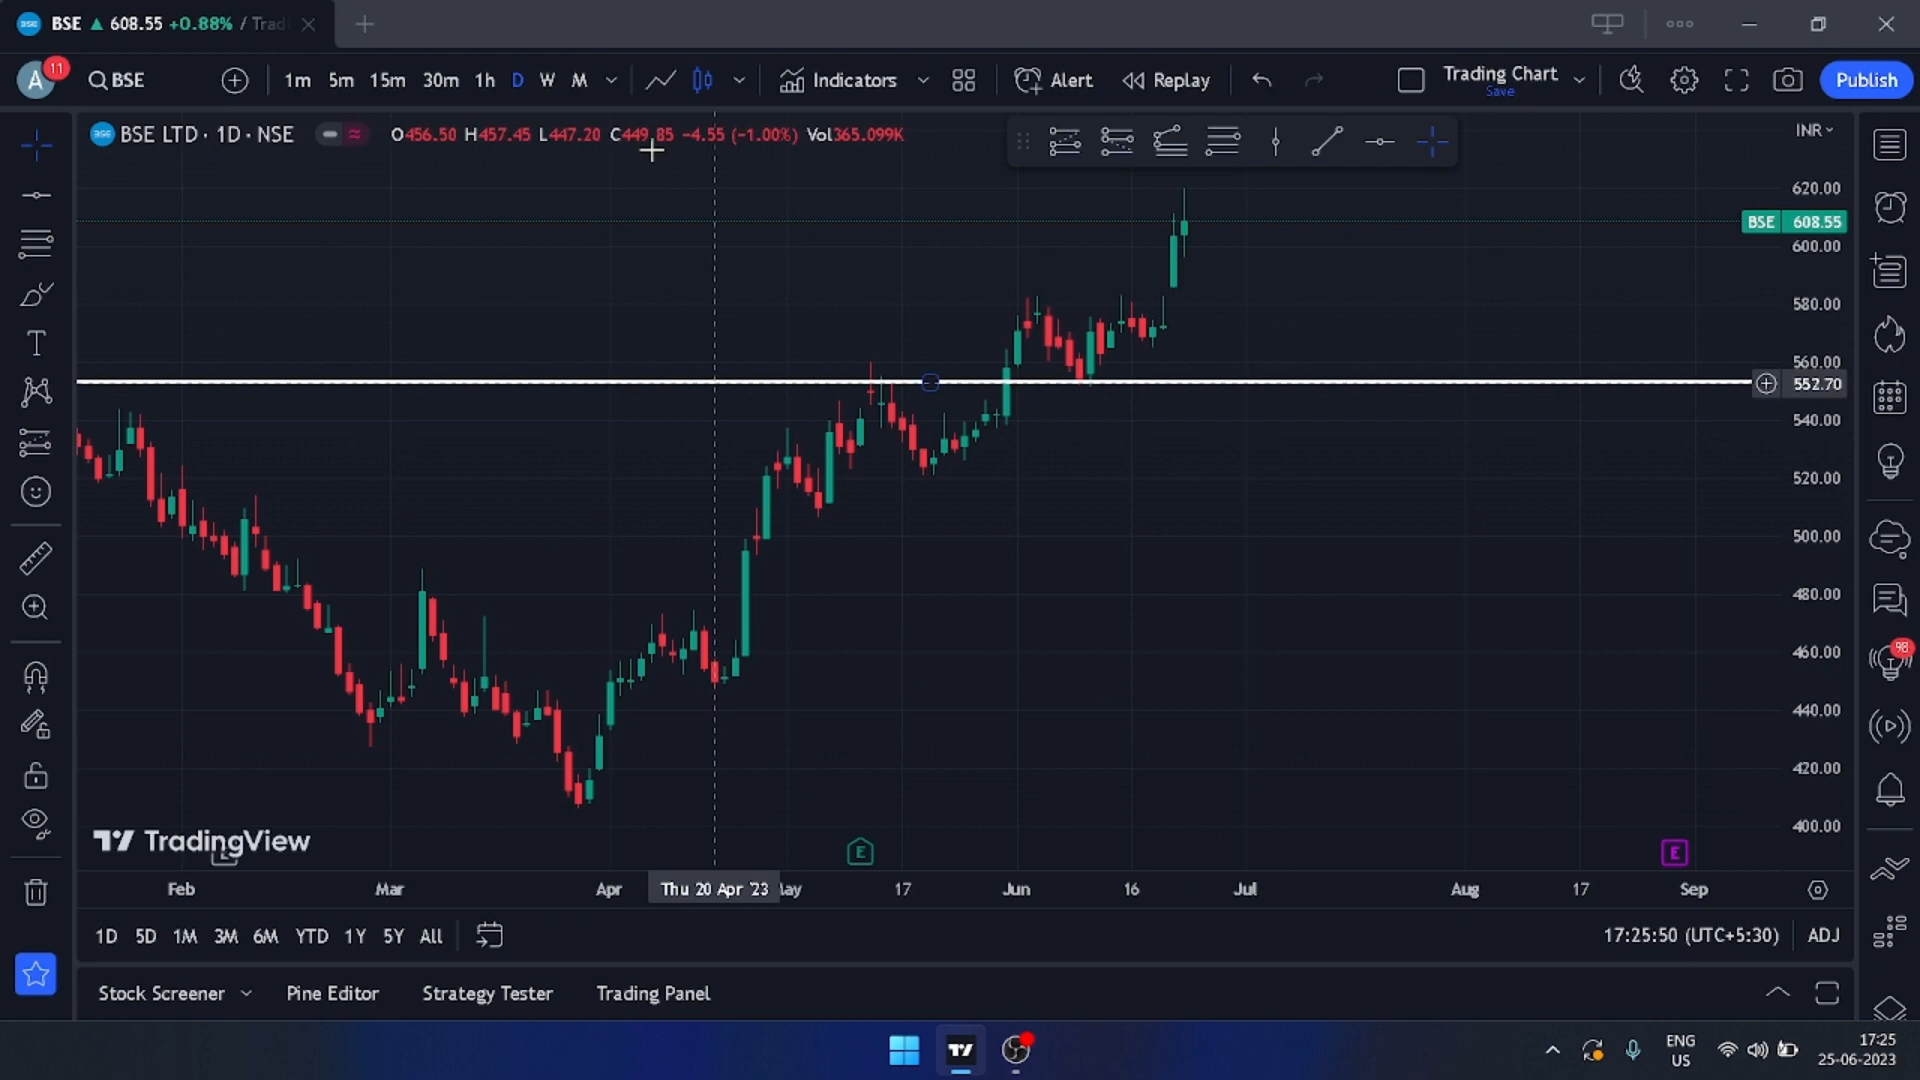 BSE ▲ 608.55 +0.88% / Tradi
A 11 BSE 1m 5m 15m 30m 1h D W M Indicators Alert Replay Trading Chart Save Publish
BSE LTD · 1D · NSE O456.50 H457.45 L447.20 C449.85 −4.55 (−1.00%) Vol365.099K
INR
620.00
BSE 608.55
600.00
580.00
560.00
552.70
540.00
520.00
500.00
480.00
460.00
440.00
420.00
400.00
98
TradingView
E E
Feb Mar Apr Thu 20 Apr '23 May 17 Jun 16 Jul Aug 17 Sep
1D 5D 1M 3M 6M YTD 1Y 5Y All 17:25:50 (UTC+5:30) ADJ
Stock Screener Pine Editor Strategy Tester Trading Panel
ENG
US
17:25
25-06-2023